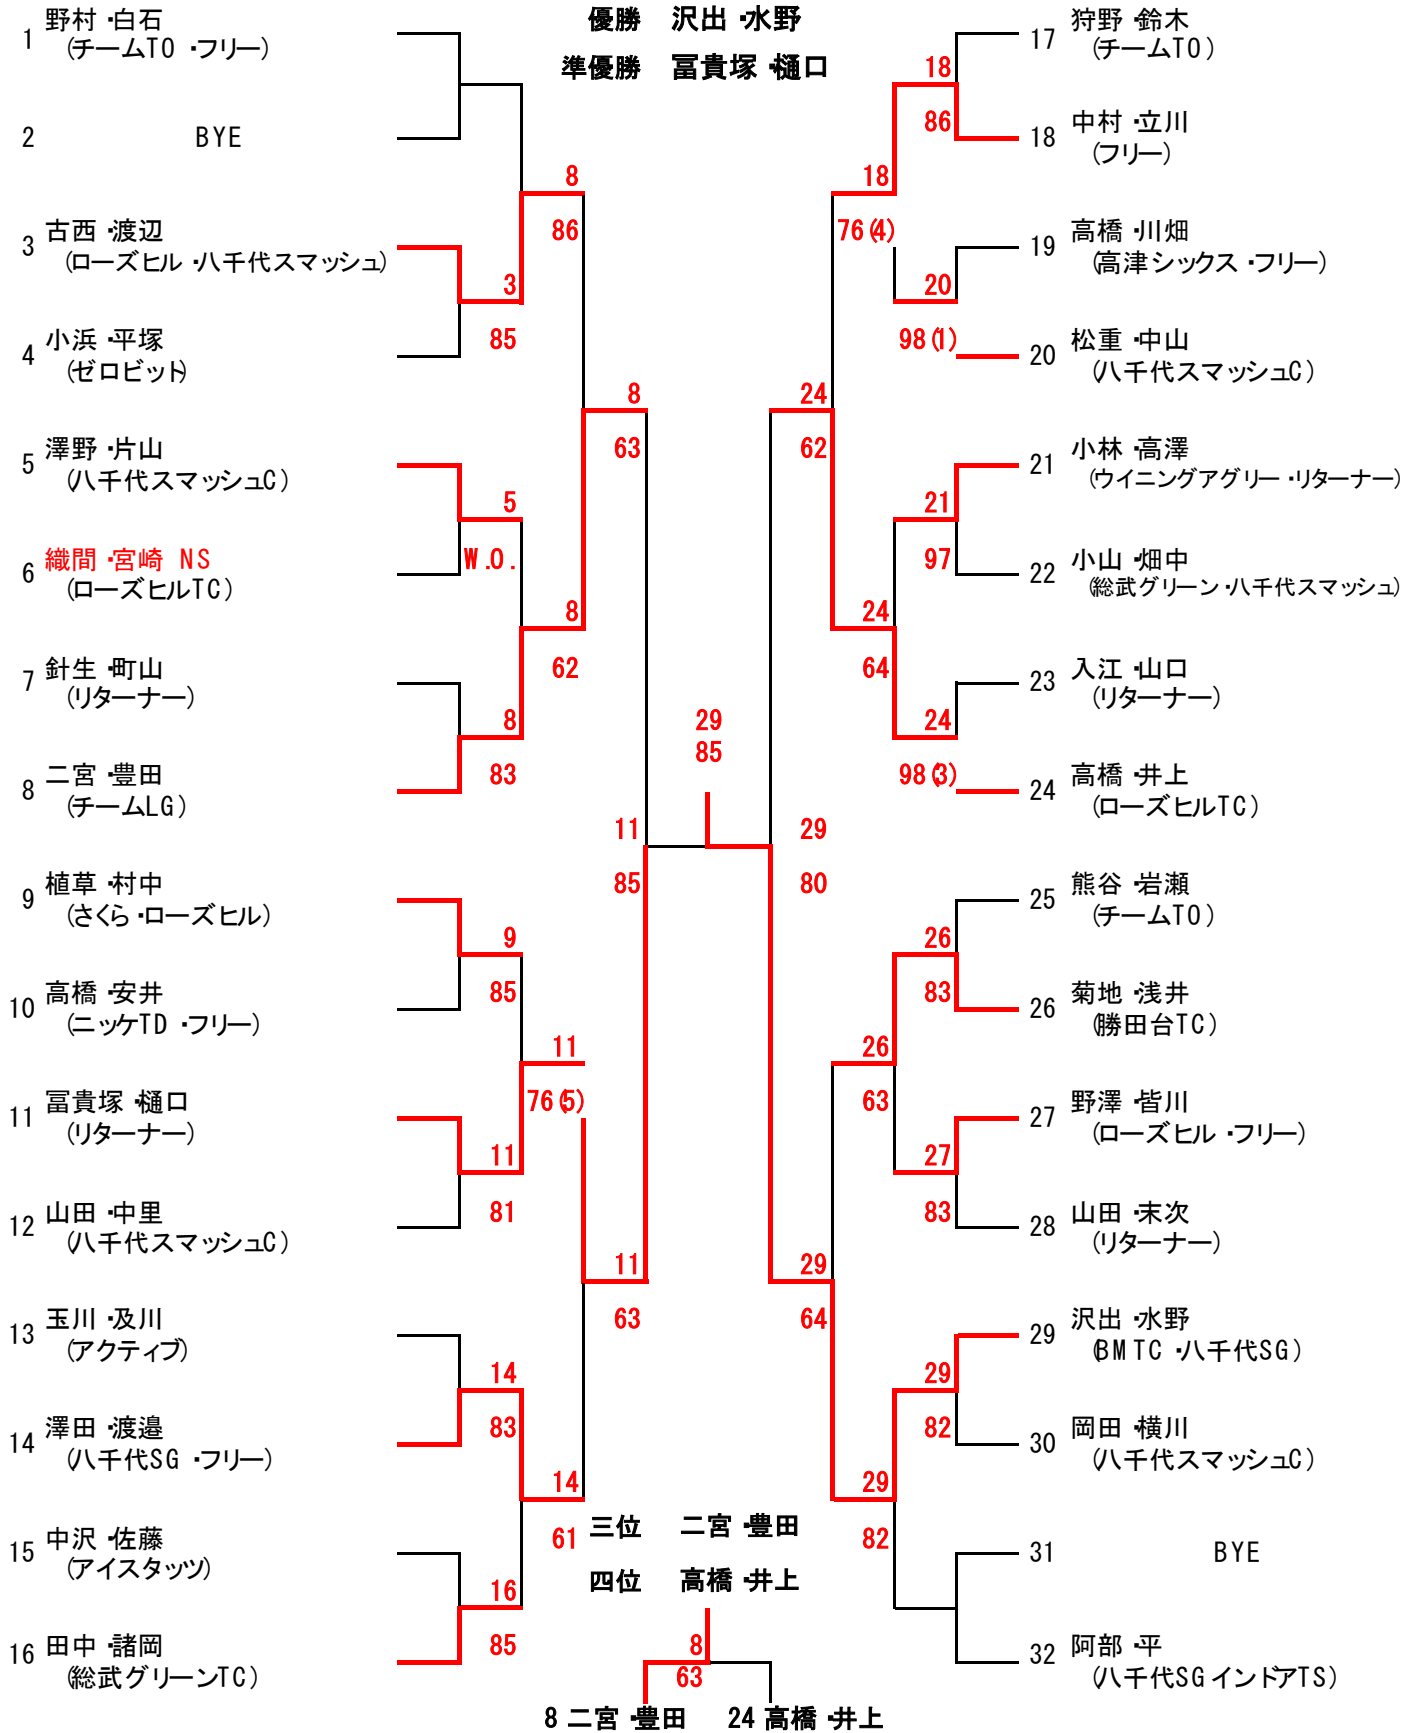 優勝 沢出・水野
準優勝 冨貴塚・樋口
1 野村・白石
(チームTO・フリー)
2 BYE
3 古西・渡辺
(ローズヒル・八千代スマッシュ)
4 小浜・平塚
(ゼロビット)
5 澤野・片山
(八千代スマッシュC)
6 織間・宮崎 NS
(ローズヒルTC)
7 針生・町山
(リターナー)
8 二宮・豊田
(チームLG)
9 植草・村中
(さくら・ローズヒル)
10 高橋・安井
(ニッケTD・フリー)
11 冨貴塚・樋口
(リターナー)
12 山田・中里
(八千代スマッシュC)
13 玉川・及川
(アクティブ)
14 澤田・渡邉
(八千代SG・フリー)
15 中沢・佐藤
(アイスタッツ)
16 田中・諸岡
(総武グリーンTC)
3
85
5
W.O.
8
83
9
85
11
81
14
83
16
85
8
86
8
62
11
76(5)
14
61
8
63
11
63
11
85
29
85
29
80
24
62
29
64
18
76(4)
24
64
26
63
29
82
18
86
20
98(1)
21
97
24
98(3)
26
83
27
83
29
82
17 狩野・鈴木
(チームTO)
18 中村・立川
(フリー)
19 高橋・川畑
(高津シックス・フリー)
20 松重・中山
(八千代スマッシュC)
21 小林・高澤
(ウイニングアグリー・リターナー)
22 小山・畑中
(総武グリーン・八千代スマッシュ)
23 入江・山口
(リターナー)
24 高橋・井上
(ローズヒルTC)
25 熊谷・岩瀬
(チームTO)
26 菊地・浅井
(勝田台TC)
27 野澤・皆川
(ローズヒル・フリー)
28 山田・末次
(リターナー)
29 沢出・水野
(BMTC・八千代SG)
30 岡田・横川
(八千代スマッシュC)
31 BYE
32 阿部・平
(八千代SGインドアTS)
三位 二宮・豊田
四位 高橋・井上
8
63
8 二宮・豊田 24 高橋・井上